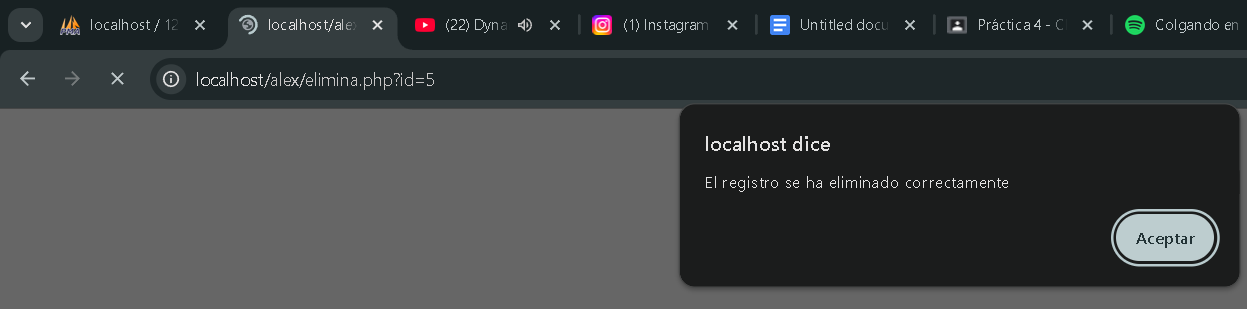 localhost / 12
localhost/alex
(22) Dyna
(1) Instagram
Untitled docu
Práctica 4 - Cl
Colgando en
localhost/alex/elimina.php?id=5
localhost dice
El registro se ha eliminado correctamente
Aceptar